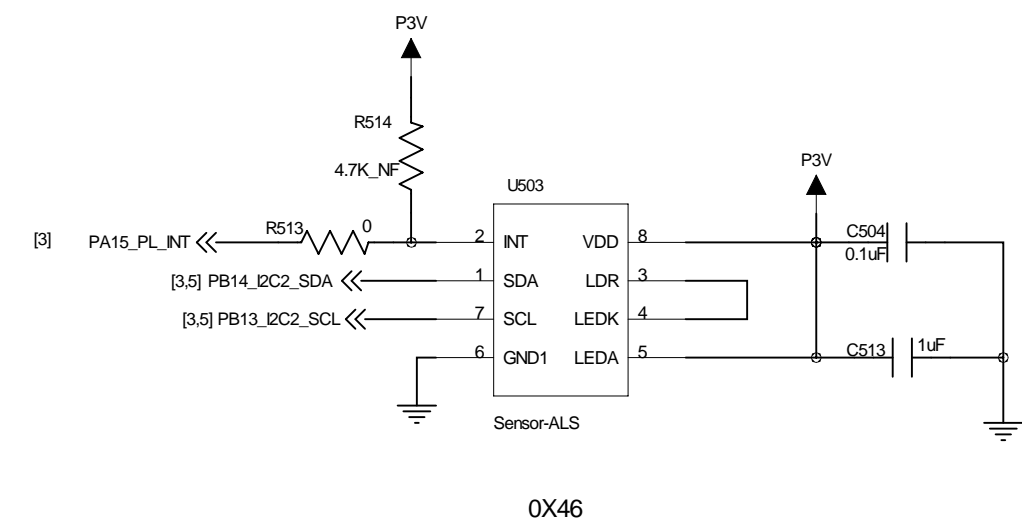 P3V
R514
4.7K_NF
P3V
U503
[3] PA15_PL_INT R513 0 2 INT VDD 8 C504 0.1uF
[3,5] PB14_I2C2_SDA 1 SDA LDR 3
[3,5] PB13_I2C2_SCL 7 SCL LEDK 4
6 GND1 LEDA 5 C513 1uF
Sensor-ALS
0X46